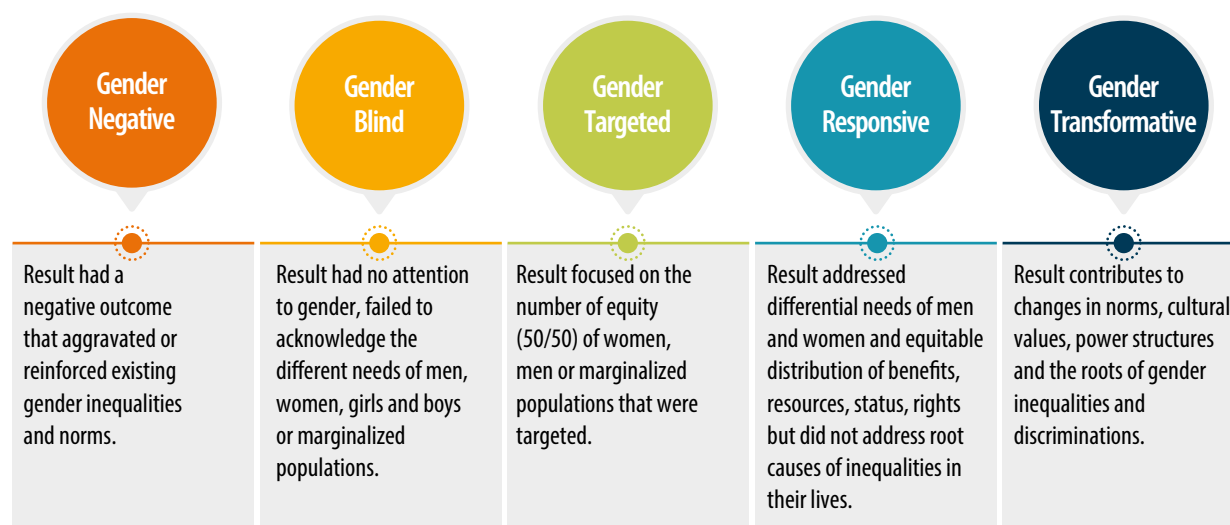 Gender
Negative
Gender
Blind
Gender
Targeted
Gender
Responsive
Gender
Transformative
Result had a
negative outcome
that aggravated or
reinforced existing
gender inequalities
and norms.
Result had no attention
to gender, failed to
acknowledge the
different needs of men,
women, girls and boys
or marginalized
populations.
Result focused on the
number of equity
(50/50) of women,
men or marginalized
populations that were
targeted.
Result addressed
differential needs of men
and women and equitable
distribution of benefits,
resources, status, rights
but did not address root
causes of inequalities in
their lives.
Result contributes to
changes in norms, cultural
values, power structures
and the roots of gender
inequalities and
discriminations.